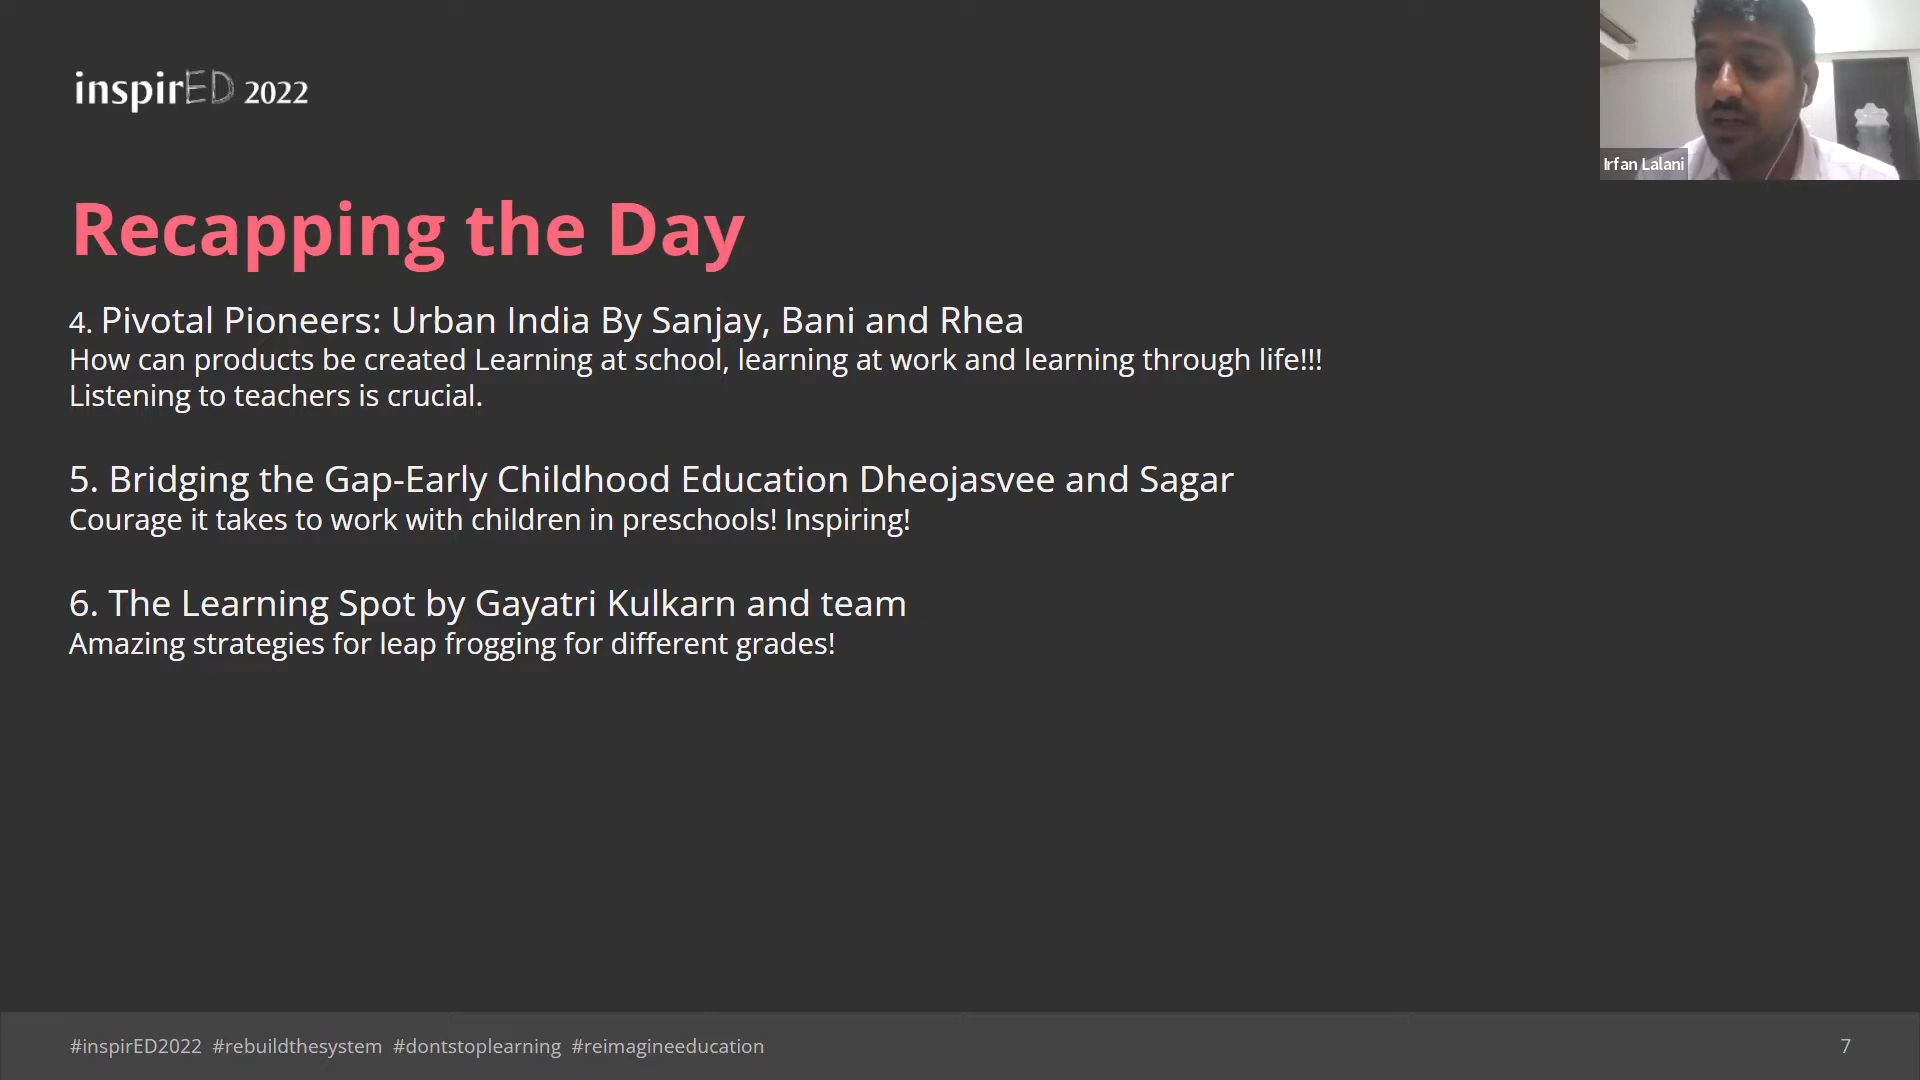 inspirED 2022
Irfan Lalani
Recapping the Day
4. Pivotal Pioneers: Urban India By Sanjay, Bani and Rhea
How can products be created Learning at school, learning at work and learning through life!!!
Listening to teachers is crucial.
5. Bridging the Gap-Early Childhood Education Dheojasvee and Sagar
Courage it takes to work with children in preschools! Inspiring!
6. The Learning Spot by Gayatri Kulkarn and team
Amazing strategies for leap frogging for different grades!
#inspirED2022 #rebuildthesystem #dontstoplearning #reimagineeducation
7